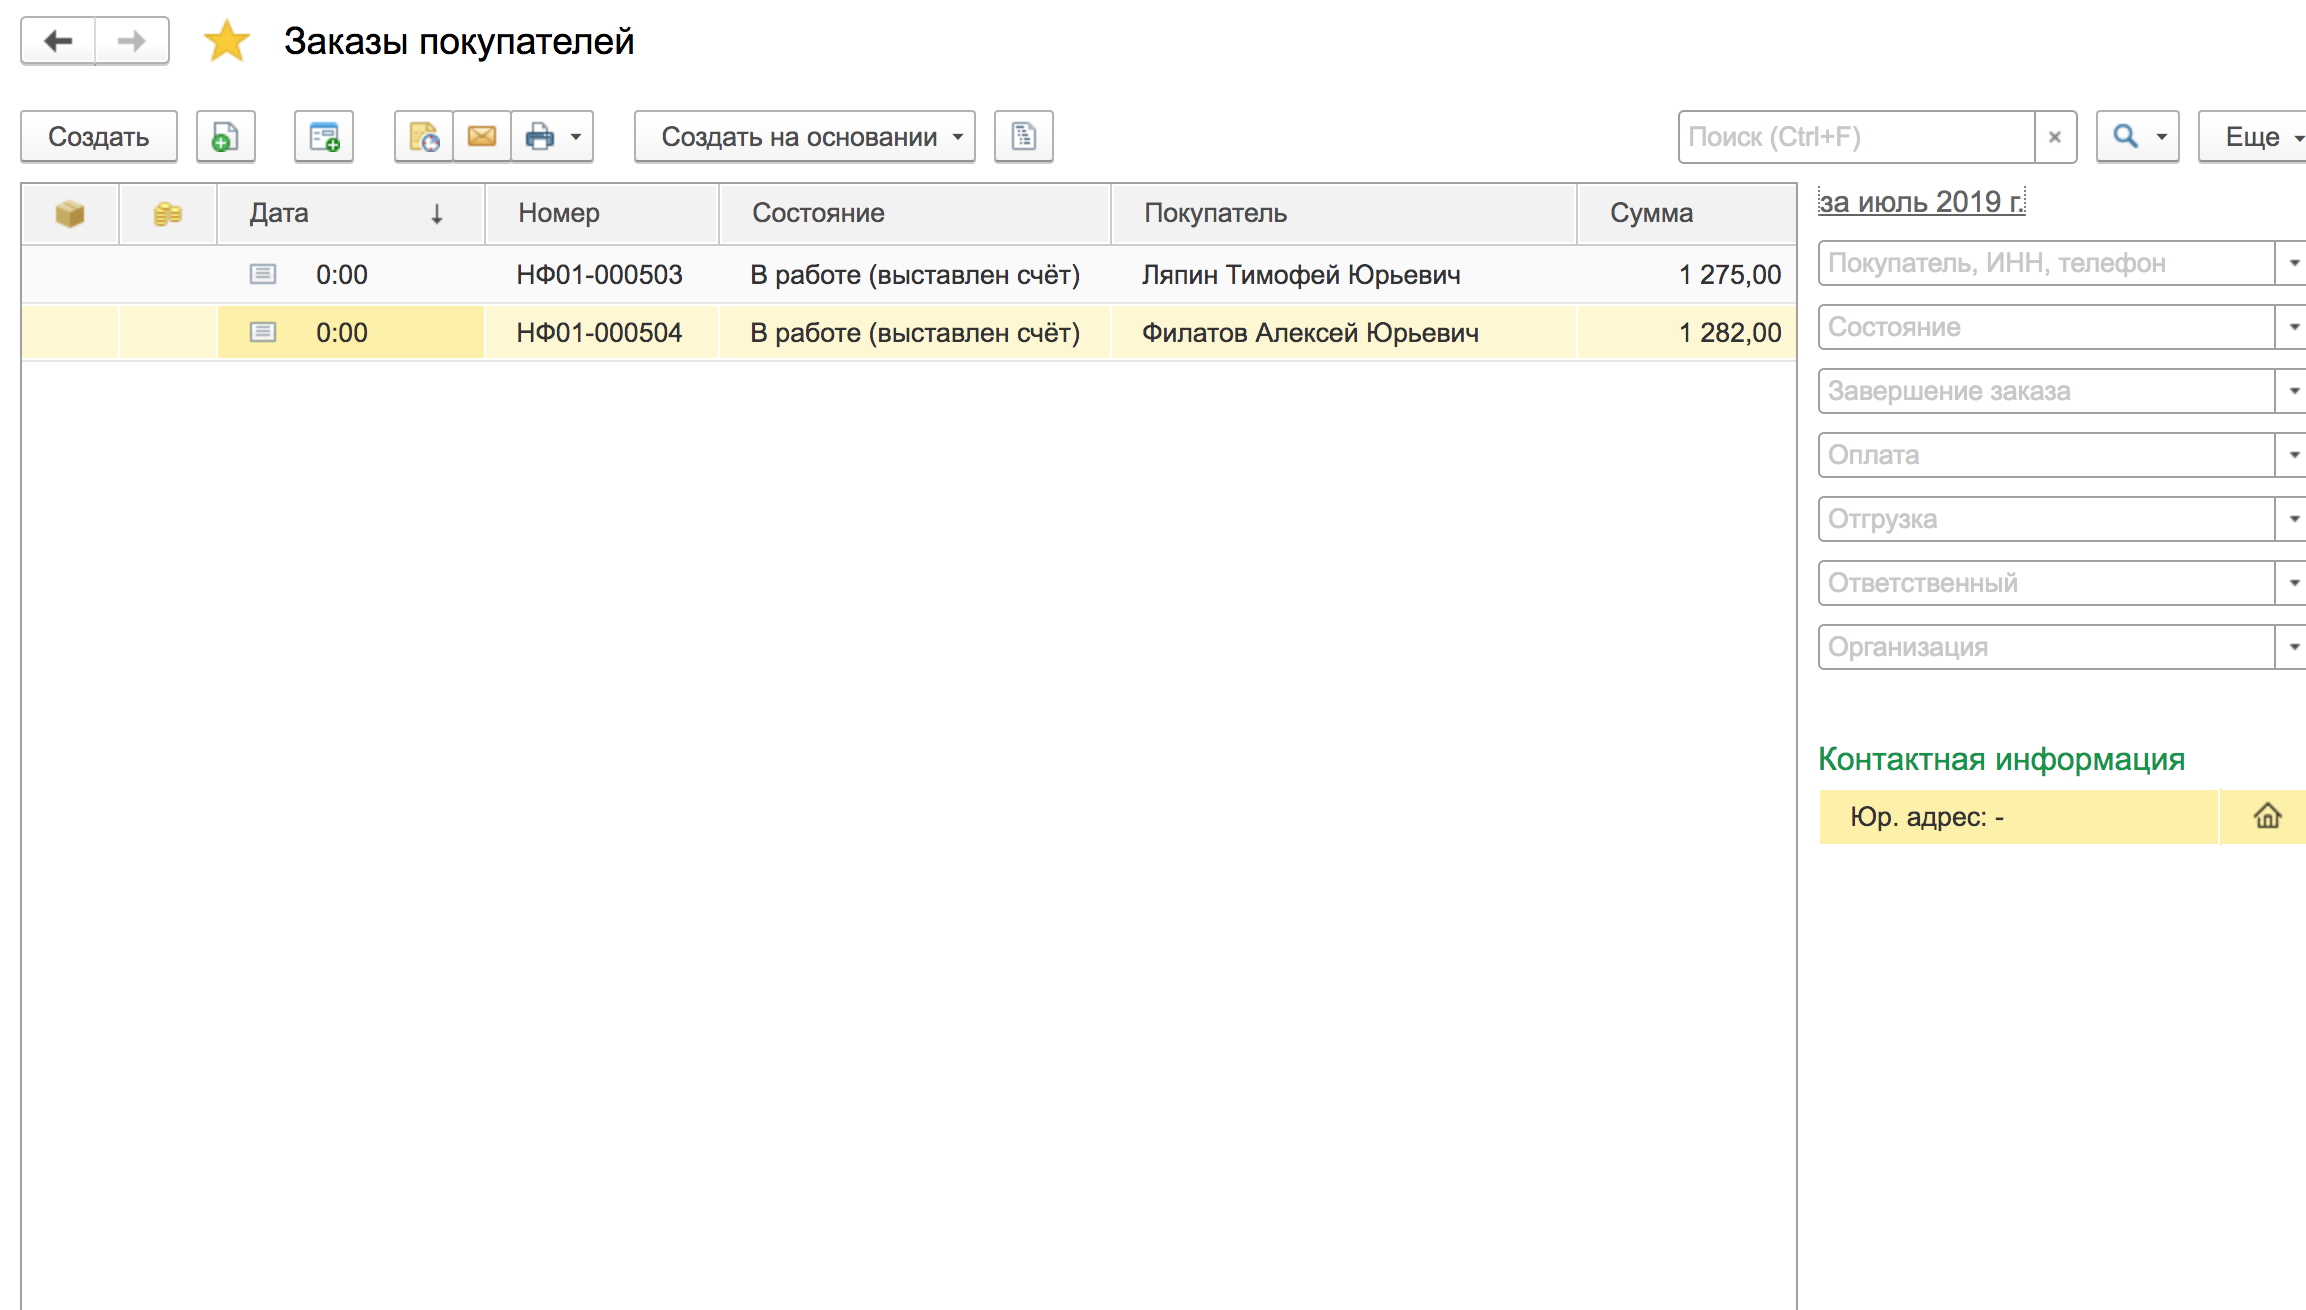 Заказы покупателей
Создать
Создать на основании
Поиск (Ctrl+F)
×
Еще
Дата ↓ Номер Состояние Покупатель Сумма
0:00 НФ01-000503 В работе (выставлен счёт) Ляпин Тимофей Юрьевич 1 275,00
0:00 НФ01-000504 В работе (выставлен счёт) Филатов Алексей Юрьевич 1 282,00
за июль 2019 г.
Покупатель, ИНН, телефон
Состояние
Завершение заказа
Оплата
Отгрузка
Ответственный
Организация
Контактная информация
Юр. адрес: -